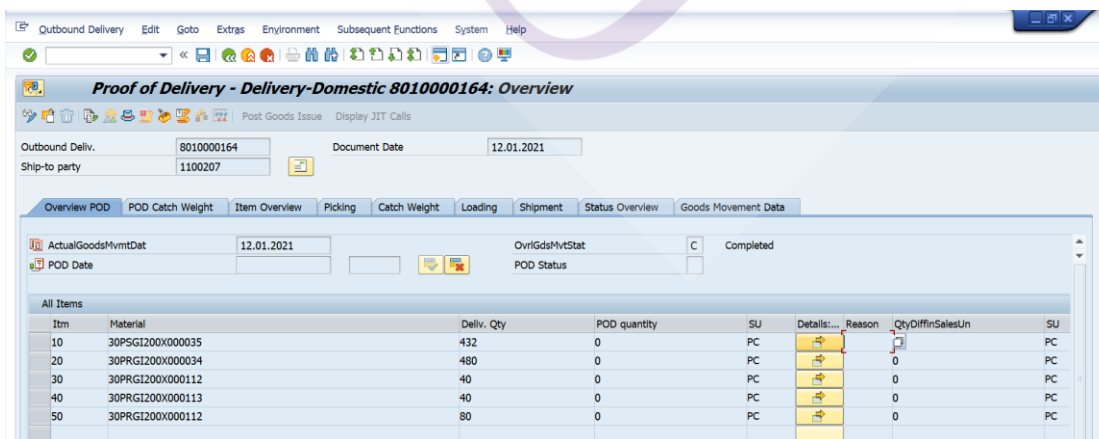 Outbound Delivery Edit Goto Extras Environment Subsequent Functions System Help
Proof of Delivery - Delivery-Domestic 8010000164: Overview
Post Goods Issue Display JIT Calls
Outbound Deliv. 8010000164 Document Date 12.01.2021
Ship-to party 1100207
Overview POD POD Catch Weight Item Overview Picking Catch Weight Loading Shipment Status Overview Goods Movement Data
ActualGoodsMvmtDat 12.01.2021 OvrlGdsMvtStat C Completed
POD Date POD Status
All Items
Itm Material Deliv. Qty POD quantity SU Details:... Reason QtyDiffinSalesUn SU
10 30PSGI200X000035 432 0 PC PC
20 30PRGI200X000034 480 0 PC 0 PC
30 30PRGI200X000112 40 0 PC 0 PC
40 30PRGI200X000113 40 0 PC 0 PC
50 30PRGI200X000112 80 0 PC 0 PC